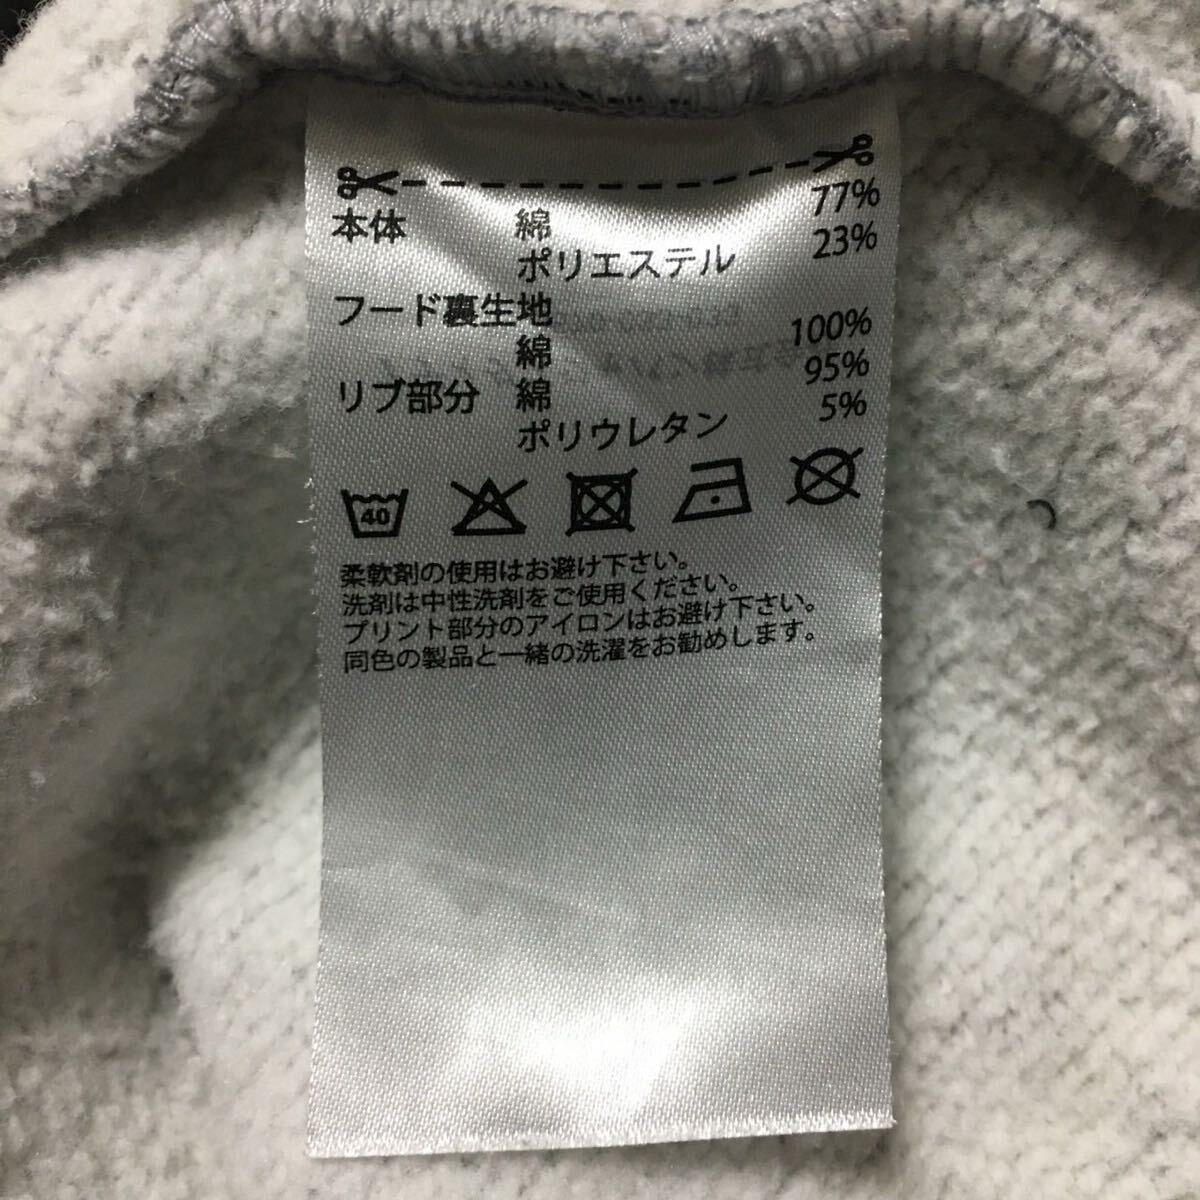 本体 綿 77%
ポリエステル 23%
フード裏生地
綿 100%
リブ部分 綿 95%
ポリウレタン 5%
40
柔軟剤の使用はお避け下さい。
洗剤は中性洗剤をご使用ください。
プリント部分のアイロンはお避け下さい。
同色の製品と一緒の洗濯をお勧めします。